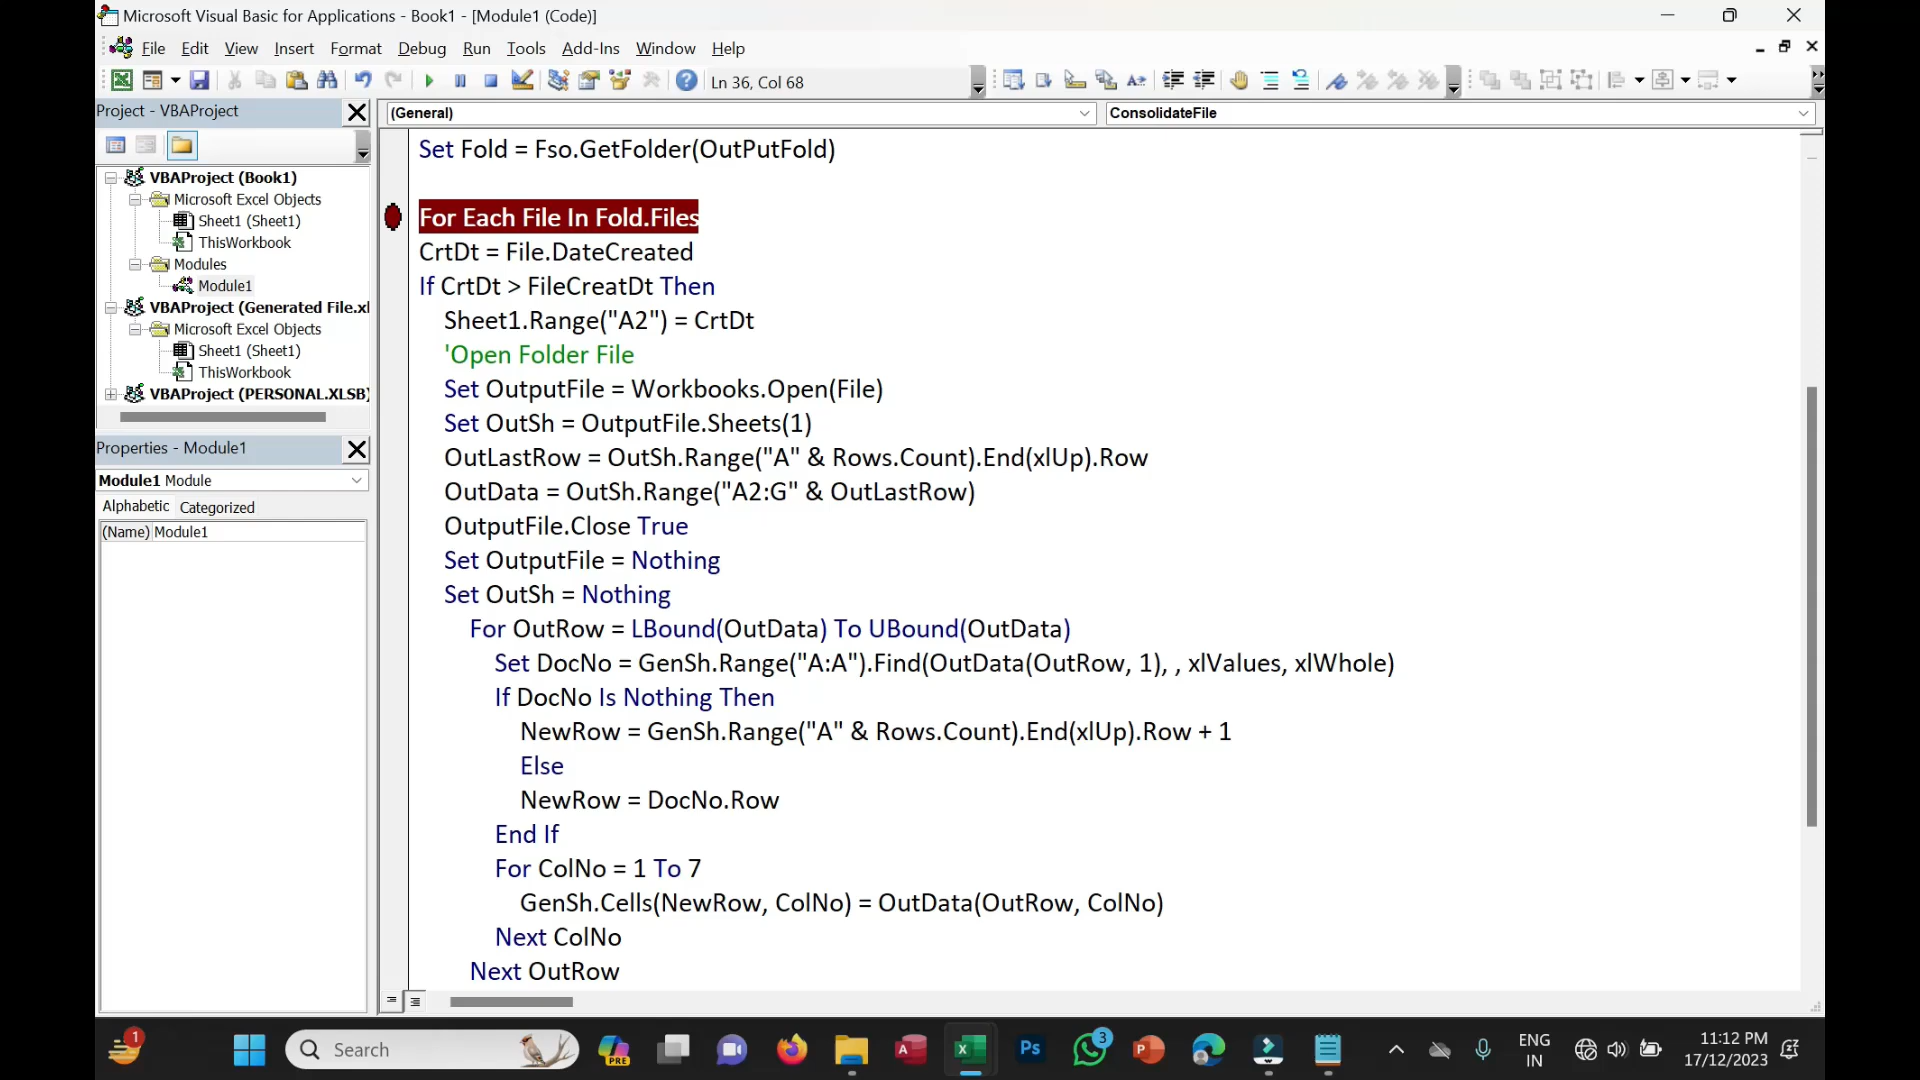 Microsoft Visual Basic for Applications - Book1 - [Module1 (Code)]
File Edit View Insert Format Debug Run Tools Add-Ins Window Help
Ln 36, Col 68
Project - VBAProject
(General)
ConsolidateFile
VBAProject (Book1)
Microsoft Excel Objects
Sheet1 (Sheet1)
ThisWorkbook
Modules
Module1
VBAProject (Generated File.xl
Microsoft Excel Objects
Sheet1 (Sheet1)
ThisWorkbook
VBAProject (PERSONAL.XLSB)
Properties - Module1
Module1 Module
Alphabetic Categorized
(Name) Module1
Set Fold = Fso.GetFolder(OutPutFold)
For Each File In Fold.Files
CrtDt = File.DateCreated
If CrtDt > FileCreatDt Then
Sheet1.Range("A2") = CrtDt
'Open Folder File
Set OutputFile = Workbooks.Open(File)
Set OutSh = OutputFile.Sheets(1)
OutLastRow = OutSh.Range("A" & Rows.Count).End(xlUp).Row
OutData = OutSh.Range("A2:G" & OutLastRow)
OutputFile.Close True
Set OutputFile = Nothing
Set OutSh = Nothing
For OutRow = LBound(OutData) To UBound(OutData)
Set DocNo = GenSh.Range("A:A").Find(OutData(OutRow, 1), , xlValues, xlWhole)
If DocNo Is Nothing Then
NewRow = GenSh.Range("A" & Rows.Count).End(xlUp).Row + 1
Else
NewRow = DocNo.Row
End If
For ColNo = 1 To 7
GenSh.Cells(NewRow, ColNo) = OutData(OutRow, ColNo)
Next ColNo
Next OutRow
1
Search
PRE
A
X
Ps
3
P
ENG
IN
11:12 PM
17/12/2023